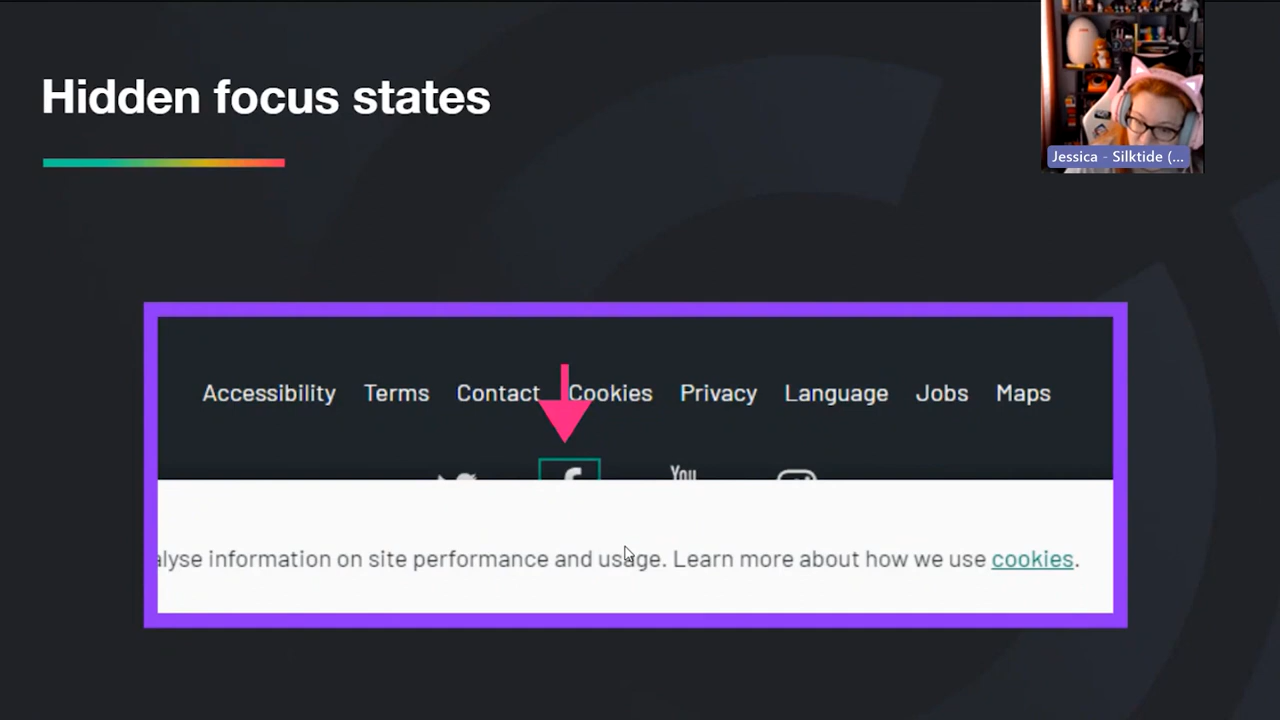 Hidden focus states
Jessica - Silktide (...
Accessibility Terms Contact Cookies Privacy Language Jobs Maps
You
alyse information on site performance and usage. Learn more about how we use cookies.